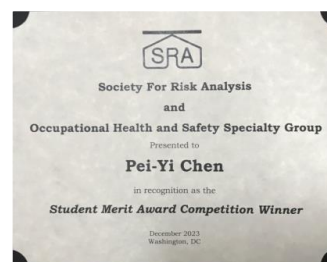 SRA
Society For Risk Analysis
and
Occupational Health and Safety Specialty Group
Presented to
Pei-Yi Chen
in recognition as the
Student Merit Award Competition Winner
December 2023
Washington, DC